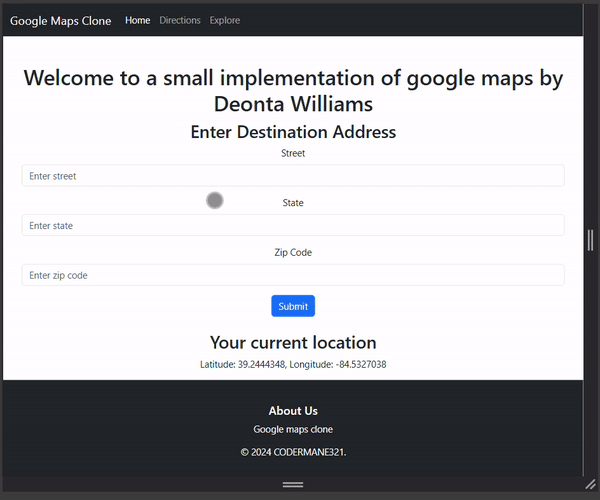 Google Maps Clone Home Directions Explore
Welcome to a small implementation of google maps by
Deonta Williams
Enter Destination Address
Street
Enter street
State
Enter state
Zip Code
Enter zip code
Submit
Your current location
Latitude: 39.2444348, Longitude: -84.5327038
About Us
Google maps clone
© 2024 CODERMANE321.